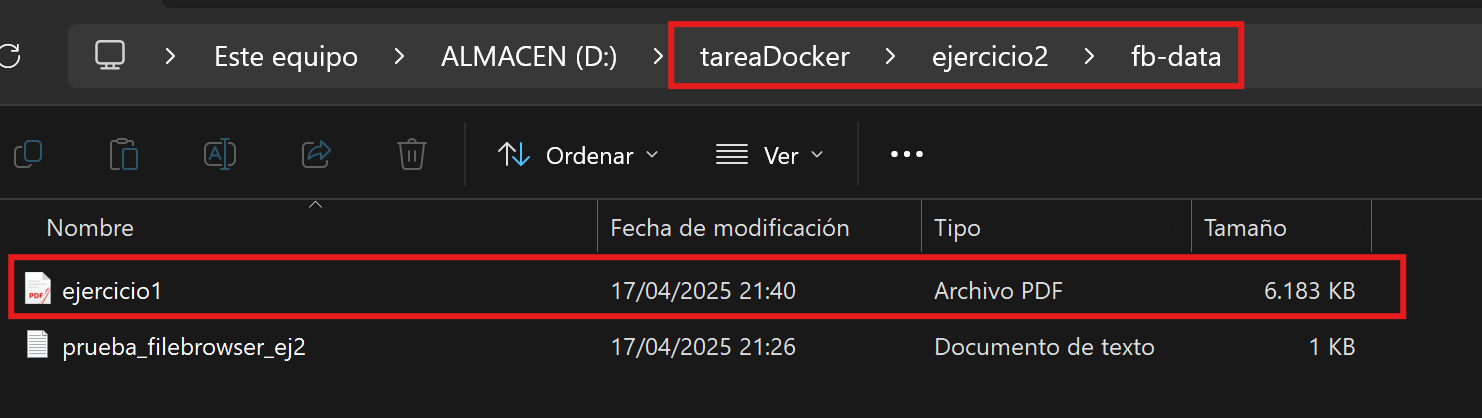 Este equipo > ALMACEN (D:) > tareaDocker > ejercicio2 > fb-data
Ordenar Ver
Nombre Fecha de modificación Tipo Tamaño
PDF ejercicio1 17/04/2025 21:40 Archivo PDF 6.183 KB
prueba_filebrowser_ej2 17/04/2025 21:26 Documento de texto 1 KB